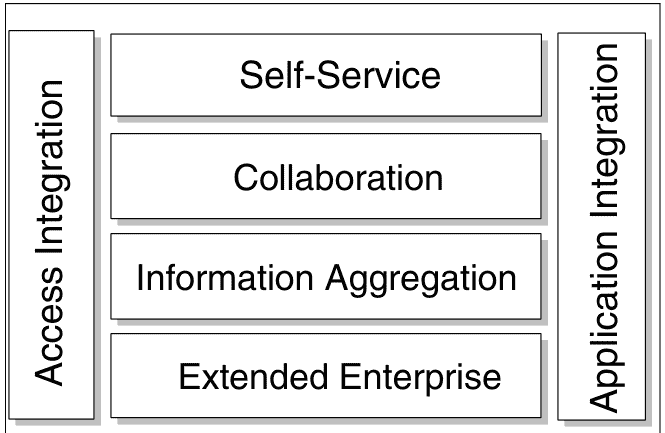 Access Integration
Self-Service
Collaboration
Information Aggregation
Extended Enterprise
Application Integration